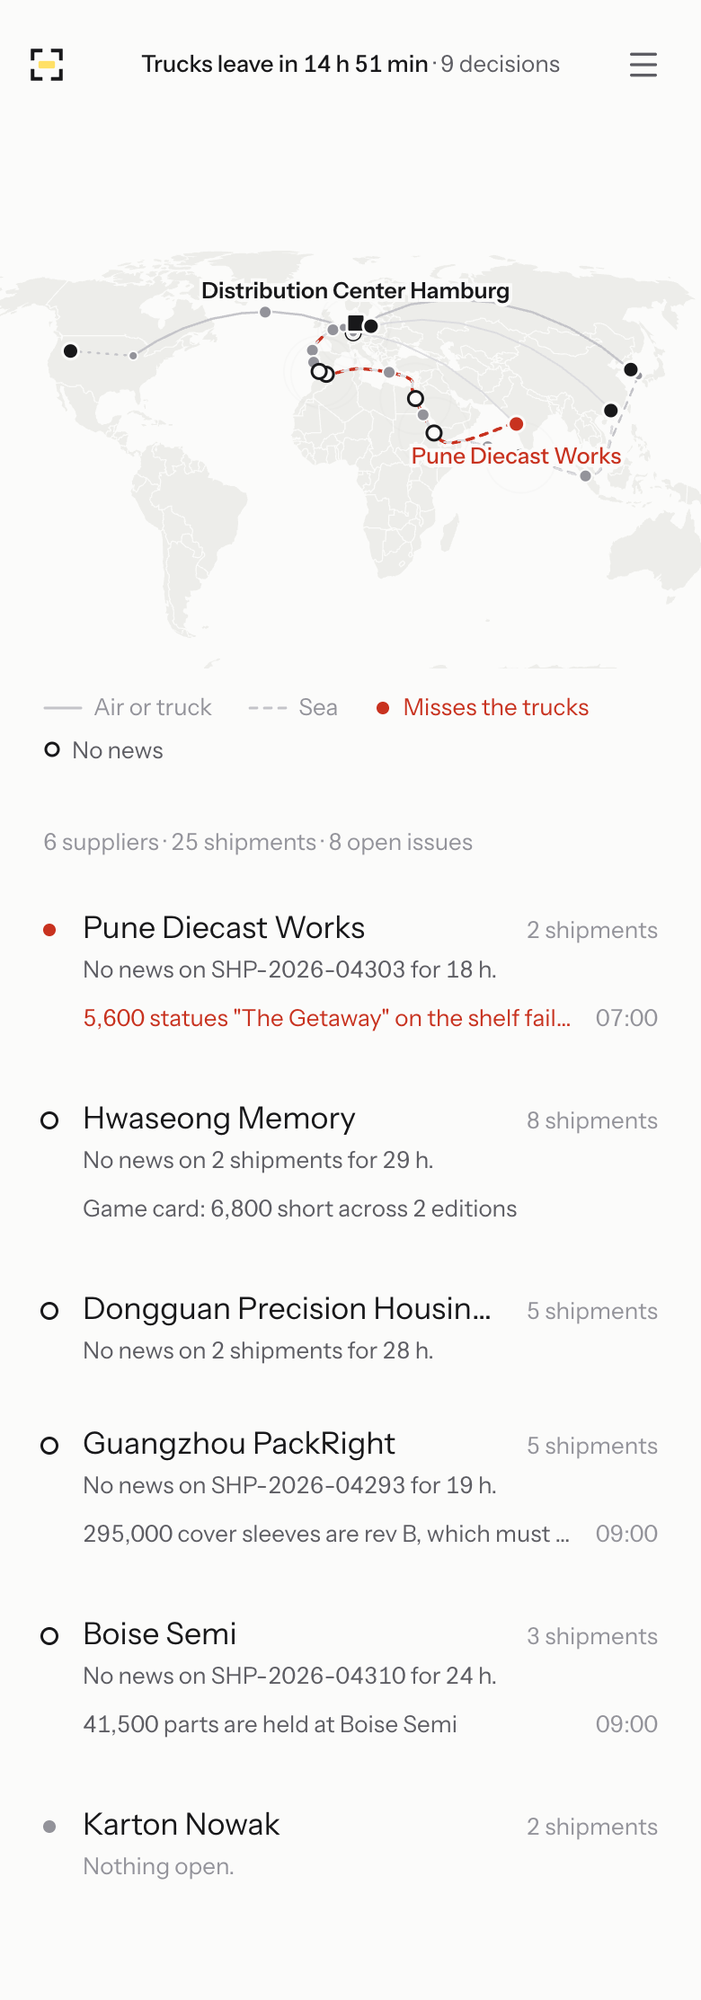 Trucks leave in 14 h 51 min · 9 decisions
Distribution Center Hamburg
Pune Diecast Works
Air or truck
Sea
Misses the trucks
No news
6 suppliers · 25 shipments · 8 open issues
Pune Diecast Works
2 shipments
No news on SHP-2026-04303 for 18 h.
5,600 statues "The Getaway" on the shelf fail...
07:00
Hwaseong Memory
8 shipments
No news on 2 shipments for 29 h.
Game card: 6,800 short across 2 editions
Dongguan Precision Housin...
5 shipments
No news on 2 shipments for 28 h.
Guangzhou PackRight
5 shipments
No news on SHP-2026-04293 for 19 h.
295,000 cover sleeves are rev B, which must ...
09:00
Boise Semi
3 shipments
No news on SHP-2026-04310 for 24 h.
41,500 parts are held at Boise Semi
09:00
Karton Nowak
2 shipments
Nothing open.